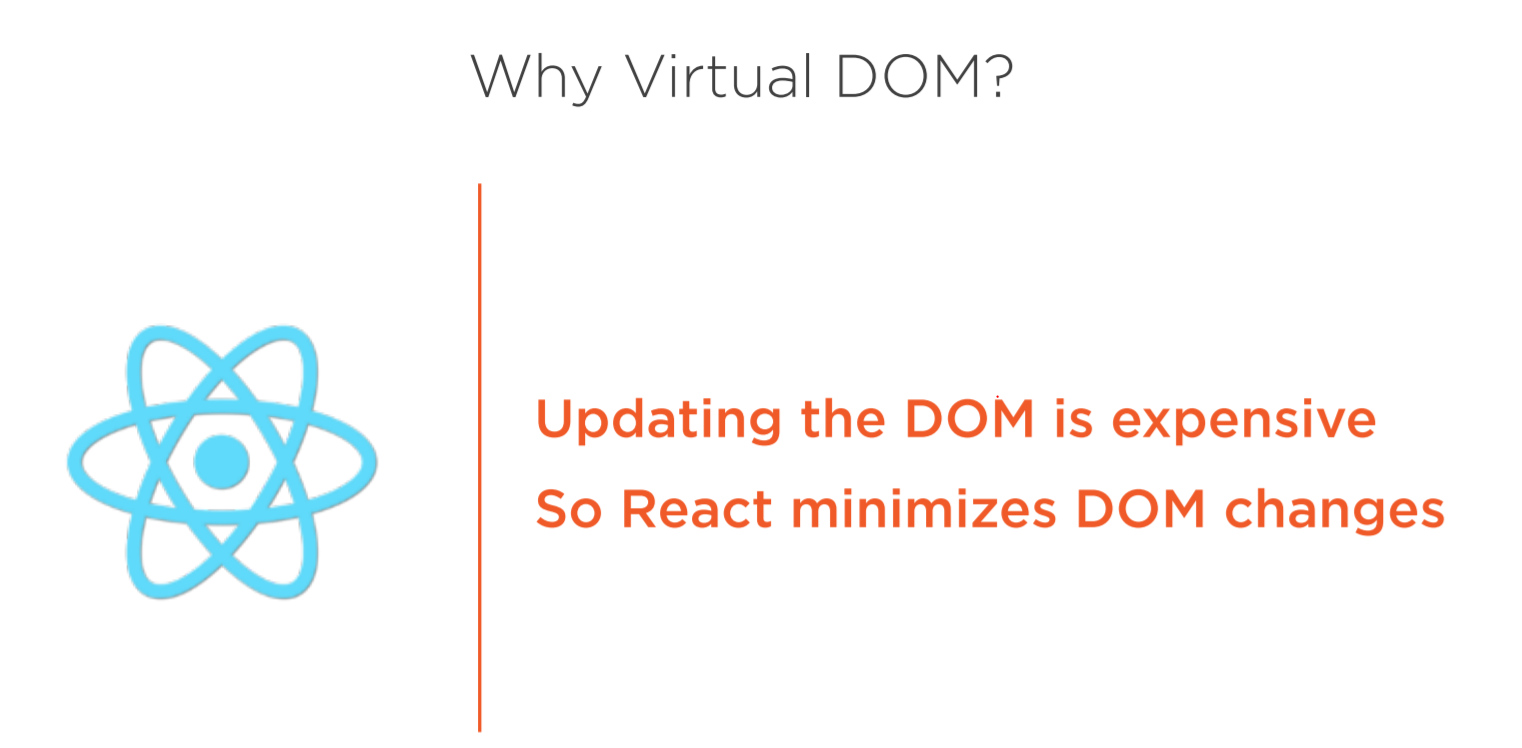 Why Virtual DOM?
Updating the DOM is expensive
So React minimizes DOM changes